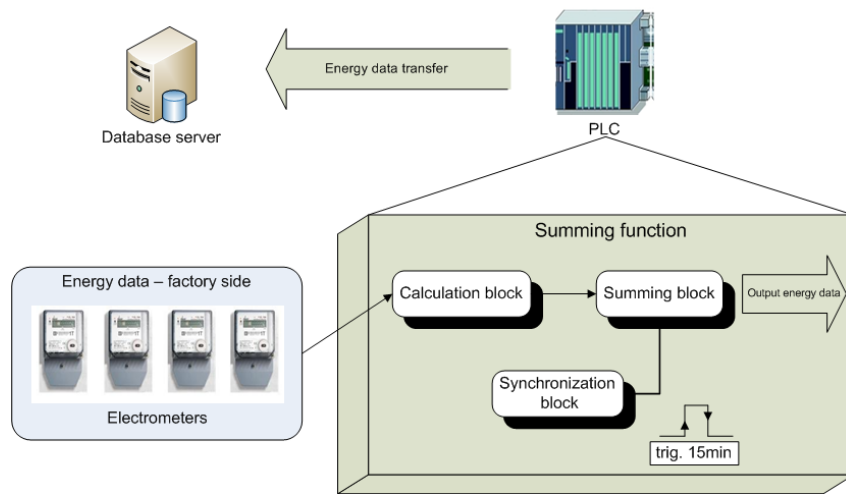 Energy data transfer
Database server
PLC
Summing function
Energy data – factory side
Calculation block
Summing block
Output energy data
Synchronization
block
Electrometers
trig. 15min